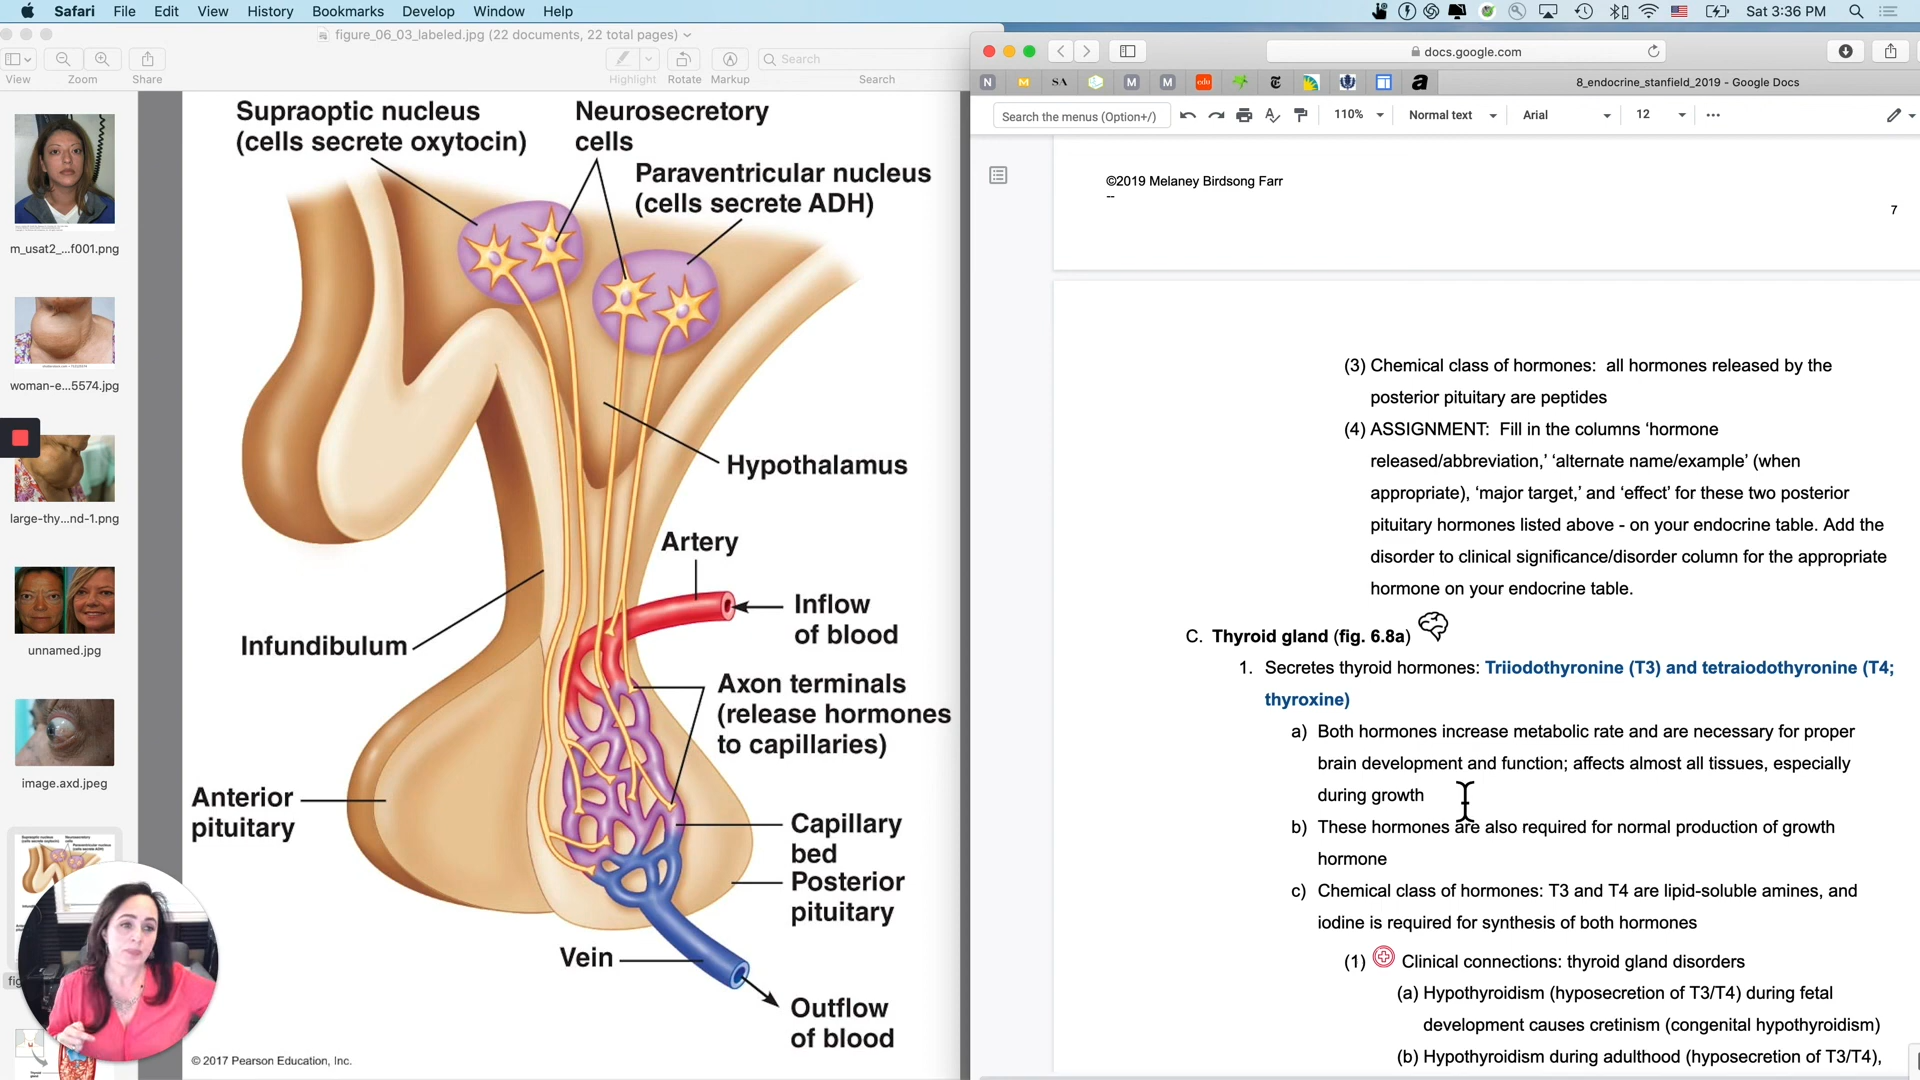 Safari File Edit View History Bookmarks Develop Window Help
Sat 3:36 PM
figure_06_03_labeled.jpg (22 documents, 22 total pages)
View Zoom Share Highlight Rotate Markup Search
Search
m_usat2_...f001.png
woman-e...5574.jpg
large-thy...nd-1.png
unnamed.jpg
image.axd.jpeg
Supraoptic nucleus
(cells secrete oxytocin)
Neurosecretory
cells
Paraventricular nucleus
(cells secrete ADH)
Hypothalamus
Artery
Inflow
of blood
Infundibulum
Axon terminals
(release hormones
to capillaries)
Anterior
pituitary
Capillary
bed
Posterior
pituitary
Vein
Outflow
of blood
© 2017 Pearson Education, Inc.
docs.google.com
N M SA M M edu a
8_endocrine_stanfield_2019 - Google Docs
Search the menus (Option+/)
110% Normal text Arial 12
©2019 Melaney Birdsong Farr
--
7
(3) Chemical class of hormones: all hormones released by the
posterior pituitary are peptides
(4) ASSIGNMENT: Fill in the columns ‘hormone
released/abbreviation,’ ‘alternate name/example’ (when
appropriate), ‘major target,’ and ‘effect’ for these two posterior
pituitary hormones listed above - on your endocrine table. Add the
disorder to clinical significance/disorder column for the appropriate
hormone on your endocrine table.
C. Thyroid gland (fig. 6.8a)
1. Secretes thyroid hormones: Triiodothyronine (T3) and tetraiodothyronine (T4;
thyroxine)
a) Both hormones increase metabolic rate and are necessary for proper
brain development and function; affects almost all tissues, especially
during growth
b) These hormones are also required for normal production of growth
hormone
c) Chemical class of hormones: T3 and T4 are lipid-soluble amines, and
iodine is required for synthesis of both hormones
(1) Clinical connections: thyroid gland disorders
(a) Hypothyroidism (hyposecretion of T3/T4) during fetal
development causes cretinism (congenital hypothyroidism)
(b) Hypothyroidism during adulthood (hyposecretion of T3/T4),